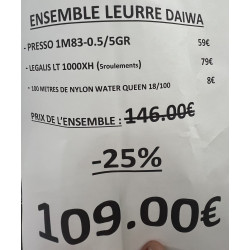 ENSEMBLE LEURRE DAIWA
- PRESSO 1M83-0.5/5GR 59€
- LEGALIS LT 1000XH (5roulements) 79€
- 100 METRES DE NYLON WATER QUEEN 18/100 8€
PRIX DE L'ENSEMBLE : 146.00€
-25%
109.00€